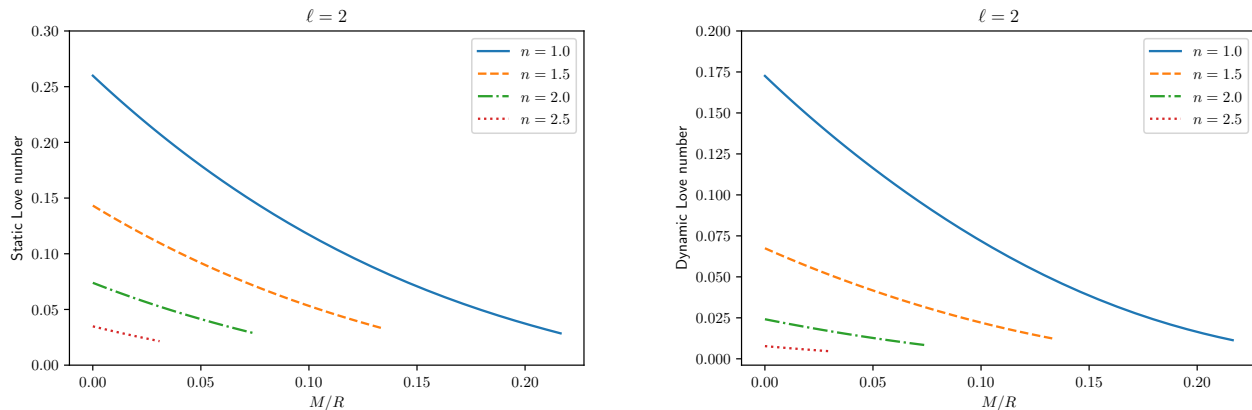 ℓ = 2
Static Love number
0.30
0.25
0.20
0.15
0.10
0.05
0.00
0.00 0.05 0.10 0.15 0.20
M/R
n = 1.0
n = 1.5
n = 2.0
n = 2.5
ℓ = 2
Dynamic Love number
0.200
0.175
0.150
0.125
0.100
0.075
0.050
0.025
0.000
0.00 0.05 0.10 0.15 0.20
M/R
n = 1.0
n = 1.5
n = 2.0
n = 2.5